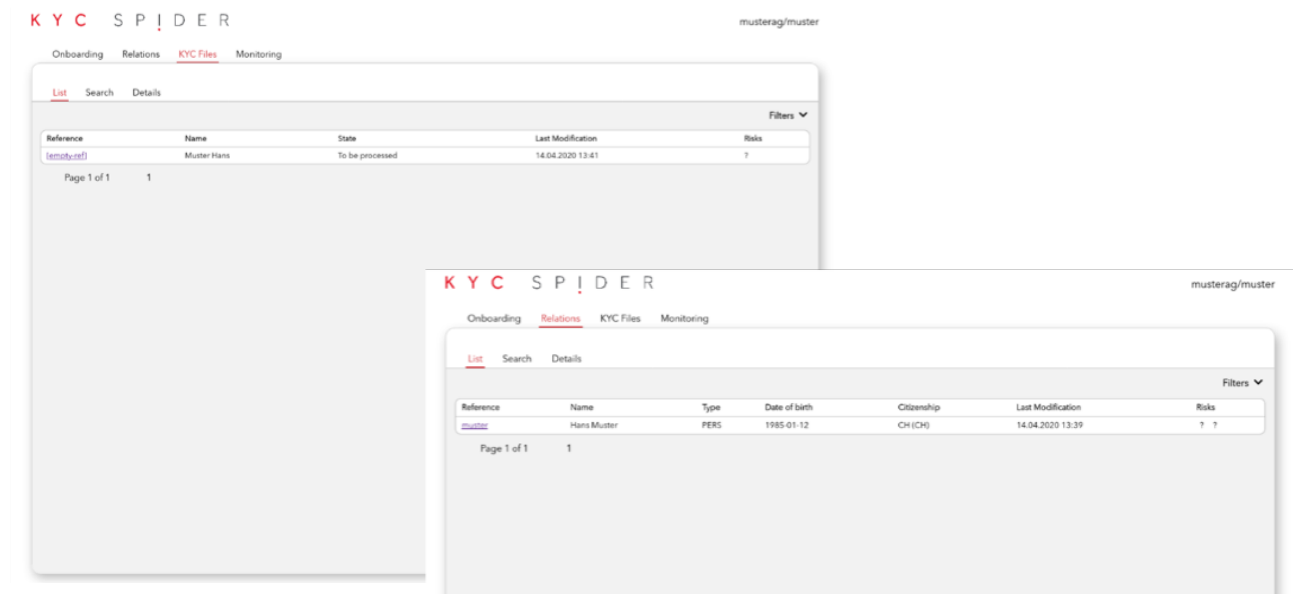 KYC SPIDER
musterag/muster
Onboarding Relations KYC Files Monitoring
List Search Details
Filters
Reference Name State Last Modification Risks
(empty-ref) Muster Hans To be processed 14.04.2020 13:41 ?
Page 1 of 1 1
KYC SPIDER
musterag/muster
Onboarding Relations KYC Files Monitoring
List Search Details
Filters
Reference Name Type Date of birth Citizenship Last Modification Risks
muster Hans Muster PERS 1985-01-12 CH (CH) 14.04.2020 13:39 ? ?
Page 1 of 1 1